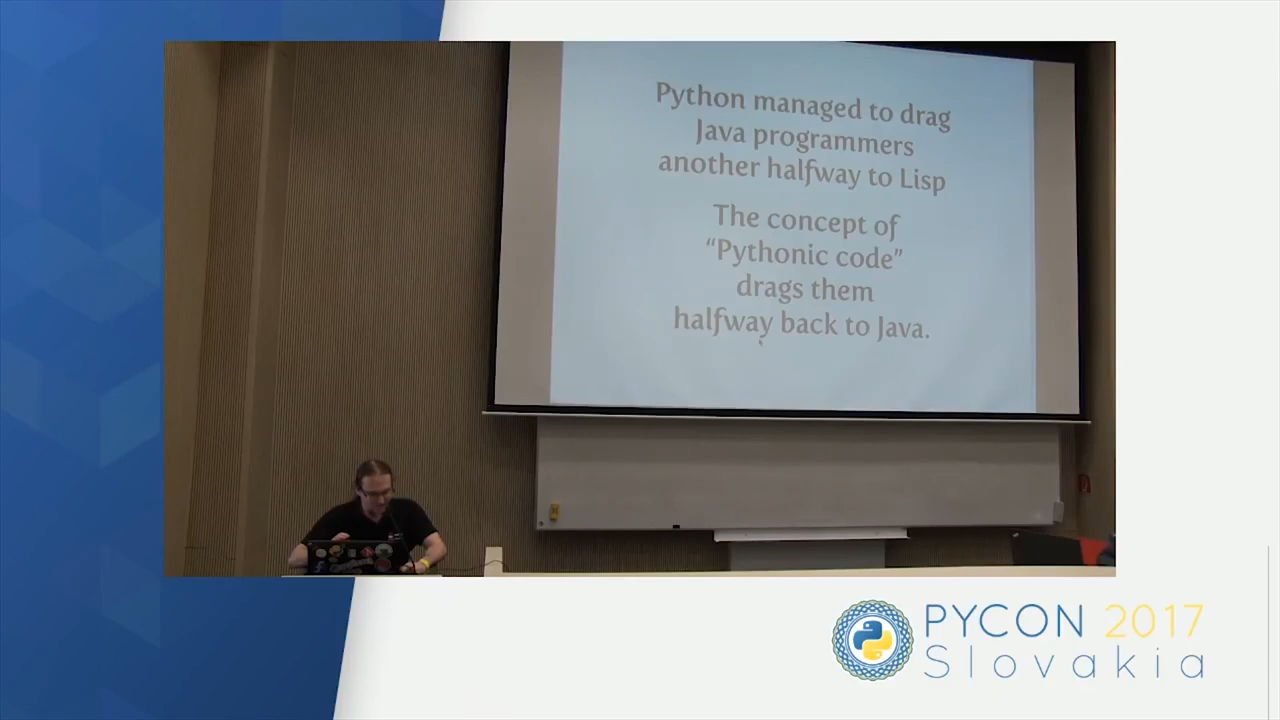 Python managed to drag
Java programmers
another halfway to Lisp
The concept of
“Pythonic code”
drags them
halfway back to Java.
PYCON 2017
Slovakia